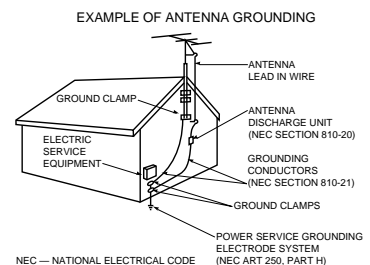 EXAMPLE OF ANTENNA GROUNDING
ANTENNA
LEAD IN WIRE
GROUND CLAMP
ANTENNA
DISCHARGE UNIT
(NEC SECTION 810-20)
ELECTRIC
SERVICE
EQUIPMENT
GROUNDING
CONDUCTORS
(NEC SECTION 810-21)
GROUND CLAMPS
POWER SERVICE GROUNDING
ELECTRODE SYSTEM
(NEC ART 250, PART H)
NEC — NATIONAL ELECTRICAL CODE